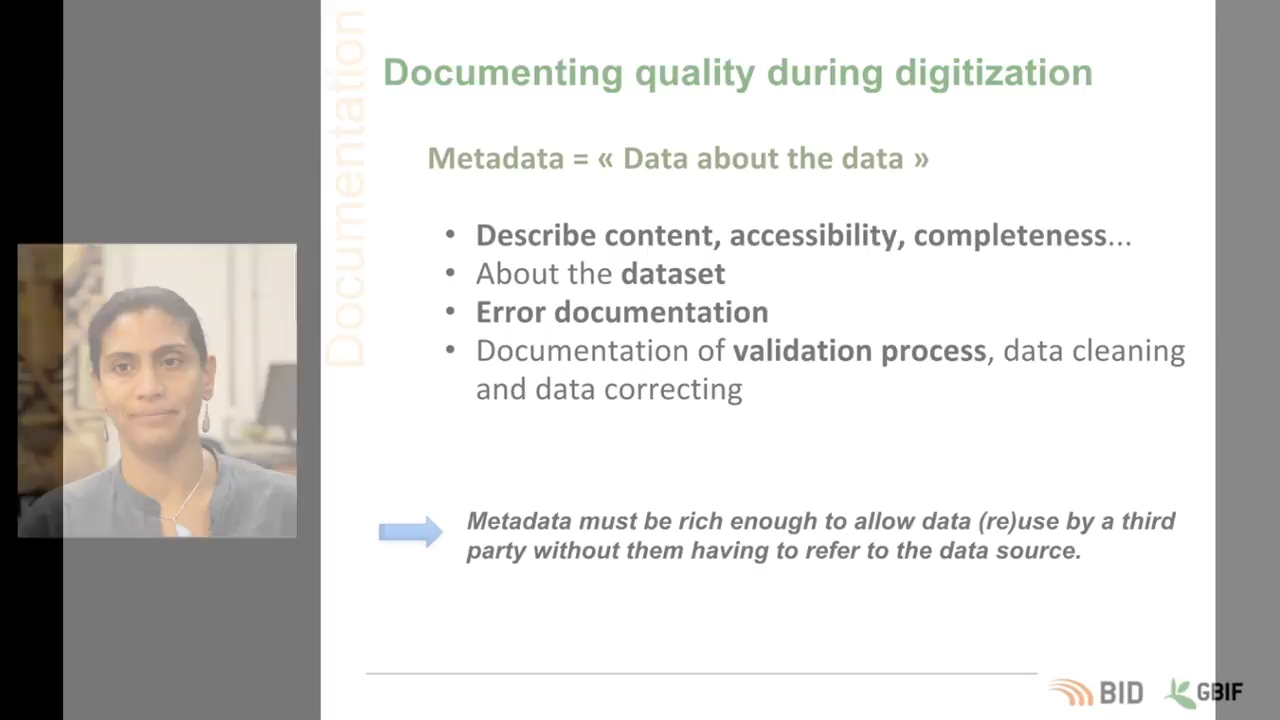 Documentation
Documenting quality during digitization
Metadata = « Data about the data »
• Describe content, accessibility, completeness...
• About the dataset
• Error documentation
• Documentation of validation process, data cleaning
and data correcting
Metadata must be rich enough to allow data (re)use by a third
party without them having to refer to the data source.
BID GBIF